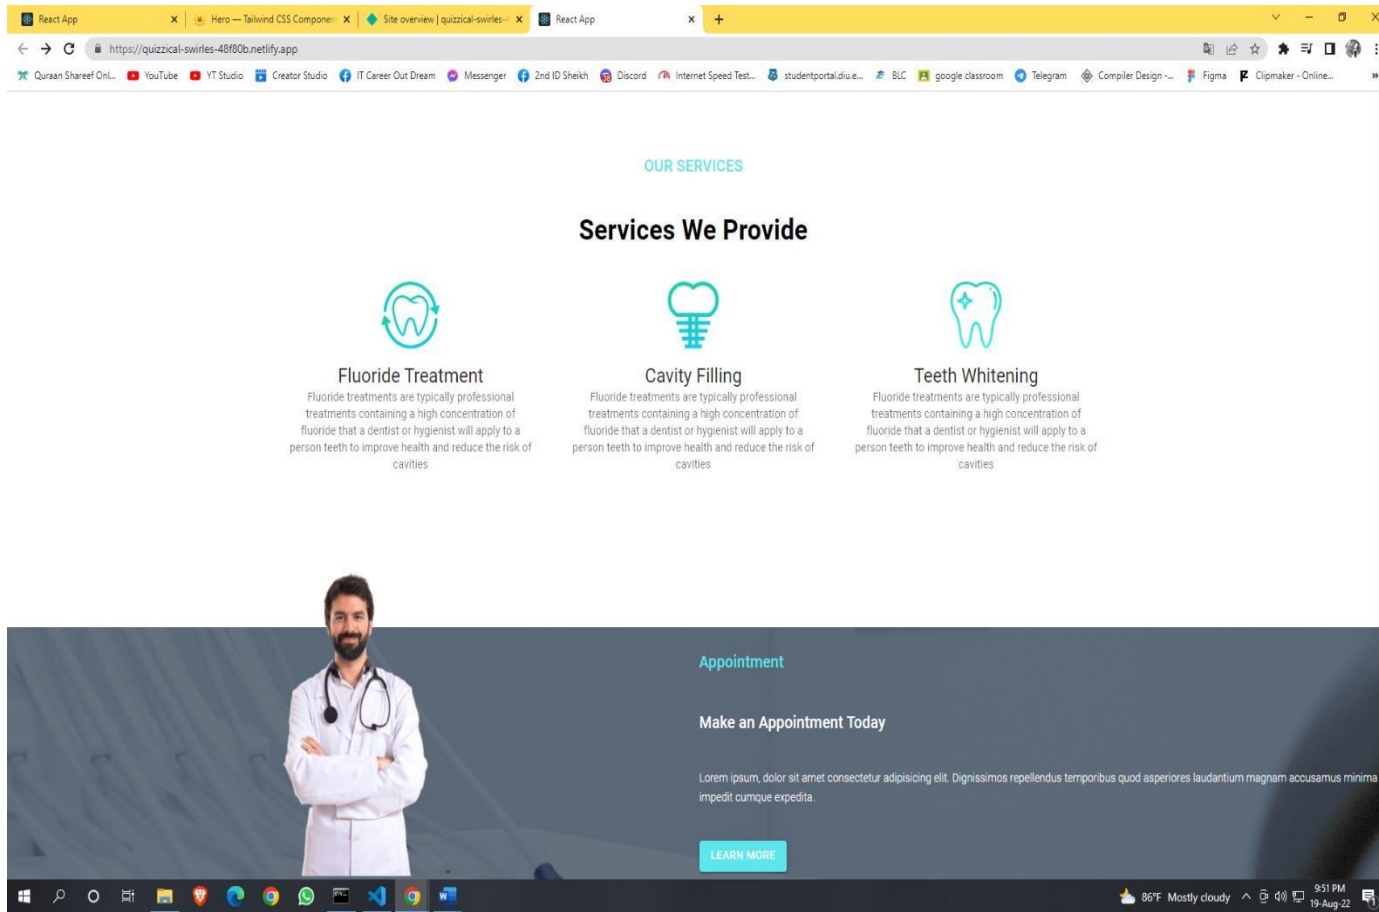 React App
Hero — Tailwind CSS Componen
Site overview | quizzical-swirles-4
React App
https://quizzical-swirles-48f80b.netlify.app
Quraan Shareef Onl...
YouTube
YT Studio
Creator Studio
IT Career Out Dream
Messenger
2nd ID Sheikh
Discord
Internet Speed Test...
studentportal.diu.e...
BLC
google classroom
Telegram
Compiler Design -...
Figma
Clipmaker - Online...
OUR SERVICES
Services We Provide
Fluoride Treatment
Fluoride treatments are typically professional
treatments containing a high concentration of
fluoride that a dentist or hygienist will apply to a
person teeth to improve health and reduce the risk of
cavities
Cavity Filling
Fluoride treatments are typically professional
treatments containing a high concentration of
fluoride that a dentist or hygienist will apply to a
person teeth to improve health and reduce the risk of
cavities
Teeth Whitening
Fluoride treatments are typically professional
treatments containing a high concentration of
fluoride that a dentist or hygienist will apply to a
person teeth to improve health and reduce the risk of
cavities
Appointment
Make an Appointment Today
Lorem ipsum, dolor sit amet consectetur adipisicing elit. Dignissimos repellendus temporibus quod asperiores laudantium magnam accusamus minima
impedit cumque expedita.
LEARN MORE
86°F Mostly cloudy
9:51 PM
19-Aug-22